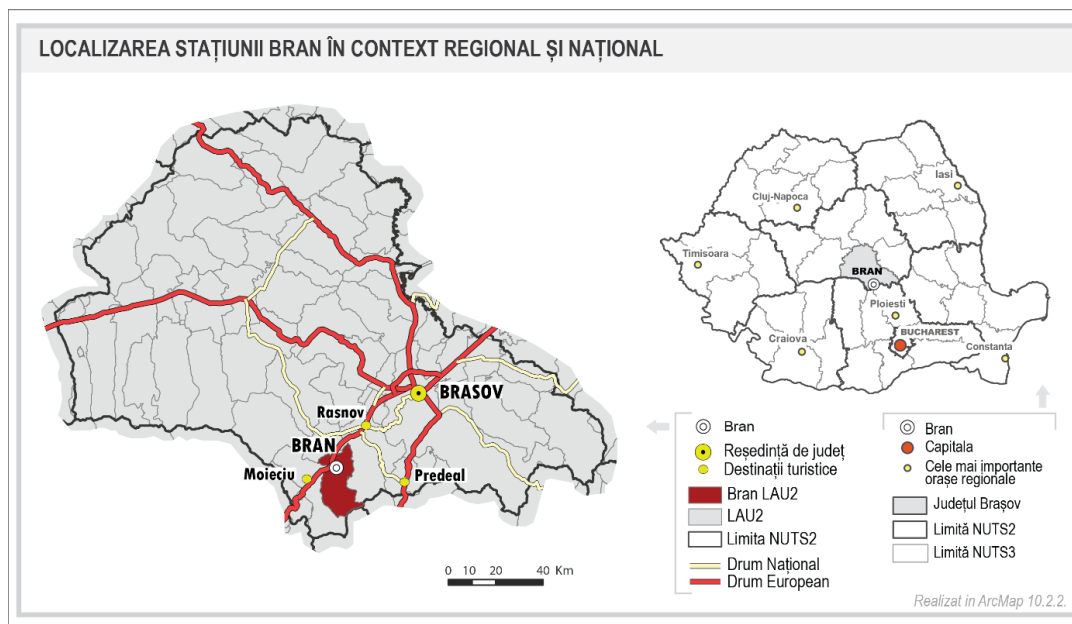 LOCALIZAREA STAȚIUNII BRAN ÎN CONTEXT REGIONAL ȘI NAȚIONAL
BRASOV
Rasnov
BRAN
Moieciu
Predeal
0 10 20 40 Km
Iasi
Cluj-Napoca
Timisoara
BRAN
Ploiesti
BUCHAREST
Craiova
Constanta
Bran
Reședință de județ
Destinații turistice
Bran LAU2
LAU2
Limita NUTS2
Drum Național
Drum European
Bran
Capitala
Cele mai importante
orașe regionale
Județul Brașov
Limită NUTS2
Limită NUTS3
Realizat in ArcMap 10.2.2.